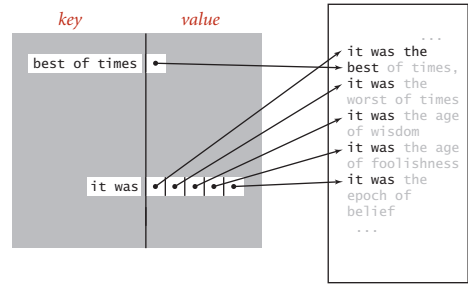 key value
...
it was the
best of times,
best of times
it was the
worst of times
it was the age
of wisdom
it was the age
of foolishness
it was
it was the
epoch of
belief
...